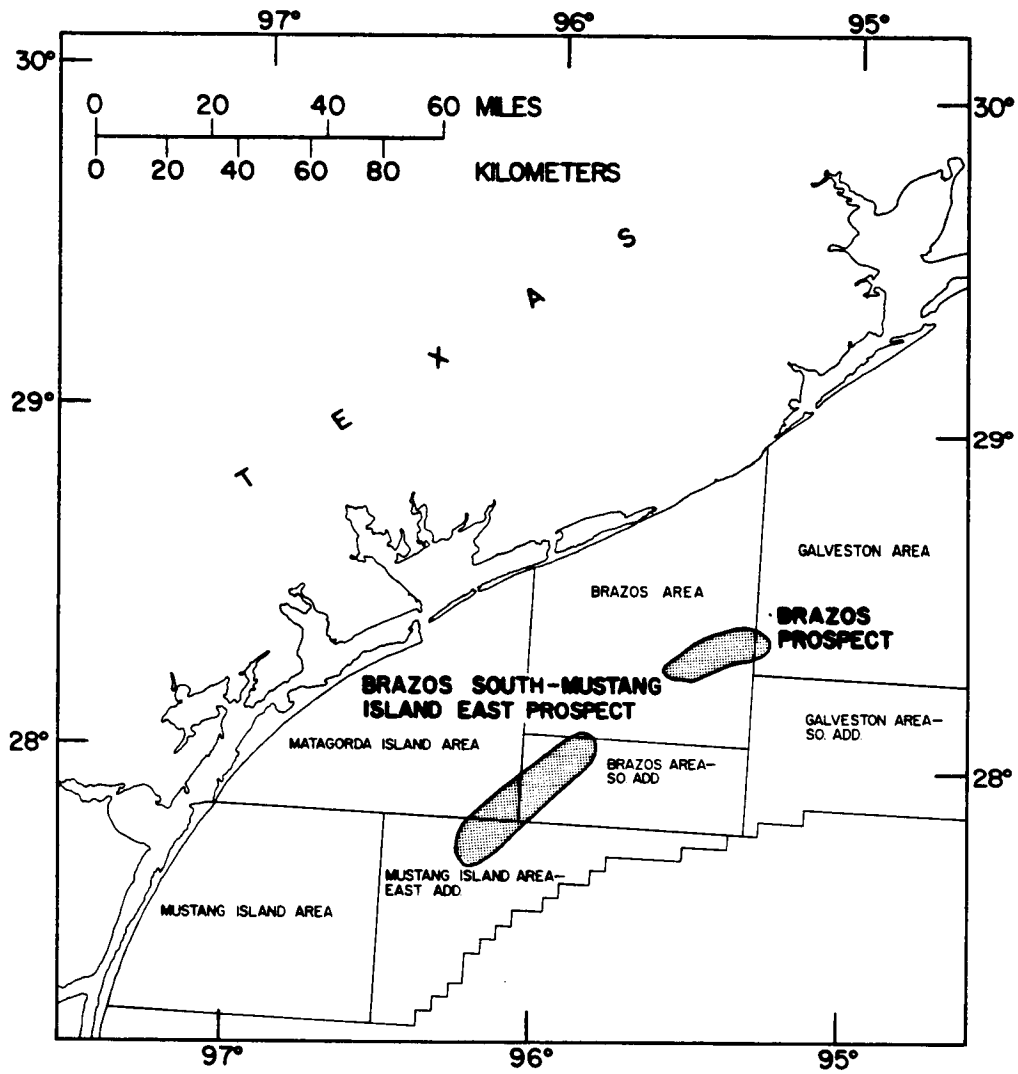 97° 96° 95°
30°
0 20 40 60 MILES
30°
0 20 40 60 80 KILOMETERS
T E X A S
29°
29°
GALVESTON AREA
BRAZOS AREA
BRAZOS
PROSPECT
BRAZOS SOUTH-MUSTANG
ISLAND EAST PROSPECT
GALVESTON AREA-
SO. ADD.
28°
MATAGORDA ISLAND AREA
BRAZOS AREA-
SO ADD
28°
MUSTANG ISLAND AREA-
EAST ADD.
MUSTANG ISLAND AREA
97° 96° 95°